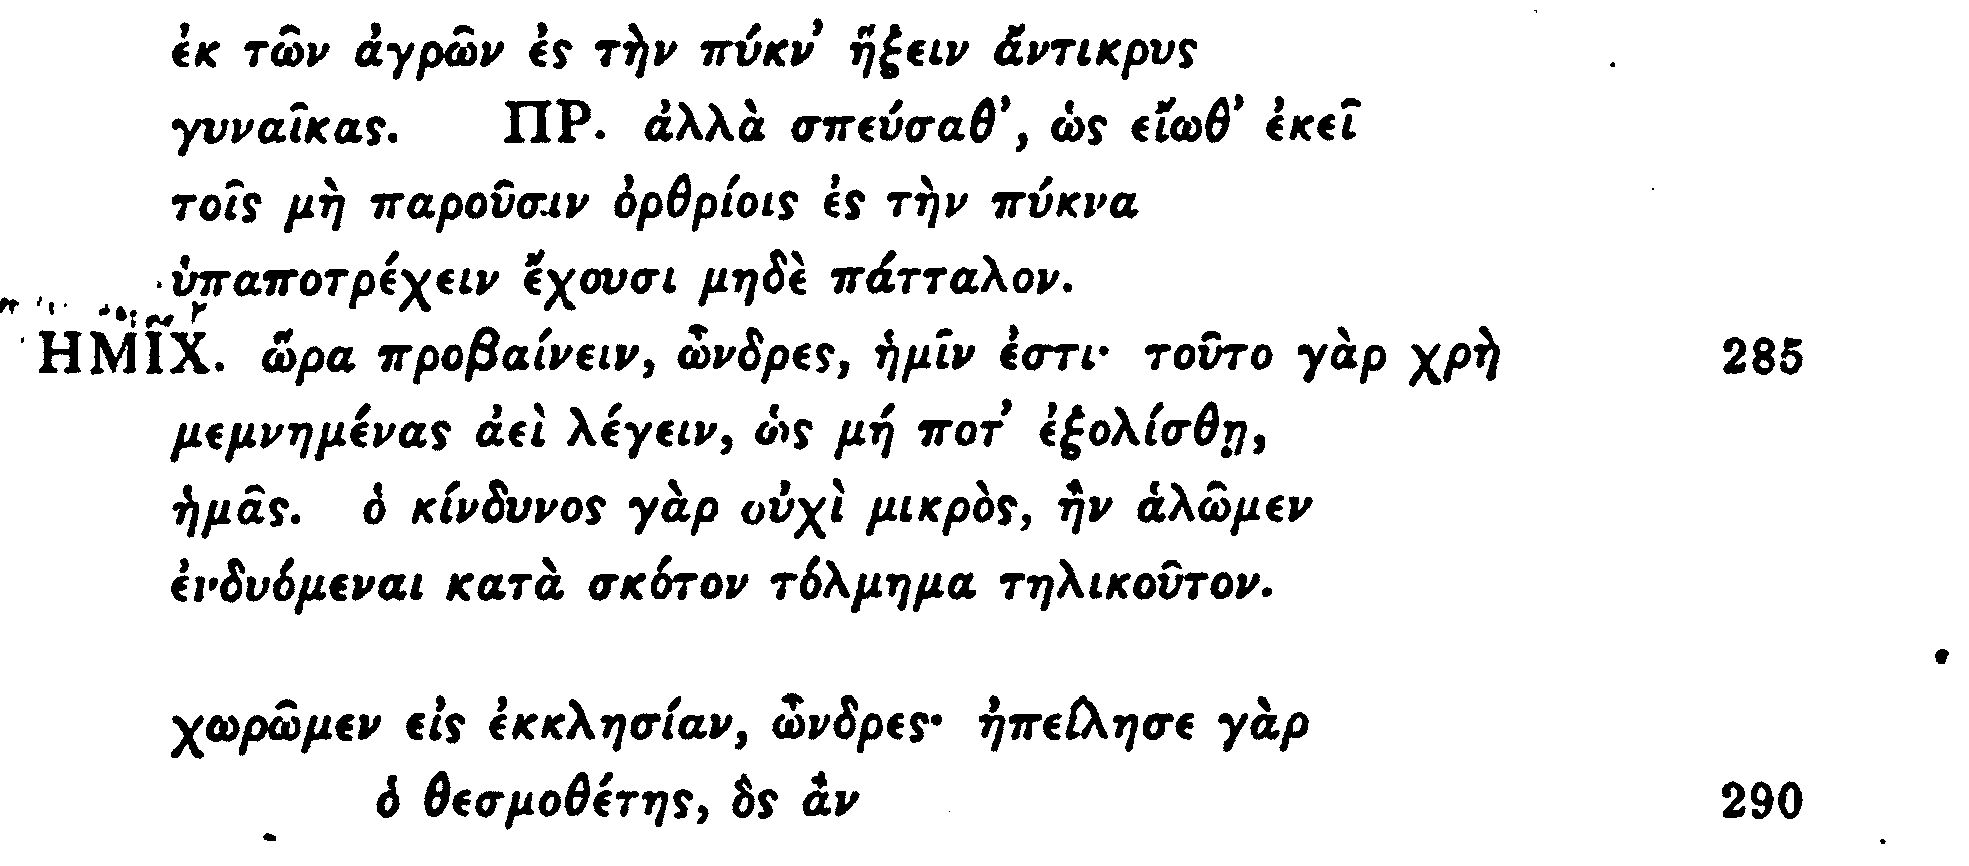 ἐκ τῶν ἀγρῶν ἐς τὴν πύκν’ ἥξειν ἄντικρυς
γυναῖκας. ΠΡ. ἀλλὰ σπεύσαθ’, ὡς εἴωθ’ ἐκεῖ
τοῖς μὴ παροῦσιν ὀρθρίοις ἐς τὴν πύκνα
ὑπαποτρέχειν ἔχουσι μηδὲ πάτταλον.
ΗΜΙΧ. ὥρα προβαίνειν, ὦνδρες, ἡμῖν ἐστι· τοῦτο γὰρ χρὴ 285
μεμνημένας ἀεὶ λέγειν, ὡς μή ποτ’ ἐξολίσθῃ,
ἡμᾶς. ὁ κίνδυνος γὰρ οὐχὶ μικρὸς, ἢν ἁλῶμεν
ἐνδυόμεναι κατὰ σκότον τόλμημα τηλικοῦτον.
χωρῶμεν εἰς ἐκκλησίαν, ὦνδρες· ἠπείλησε γὰρ
ὁ θεσμοθέτης, ὃς ἂν 290